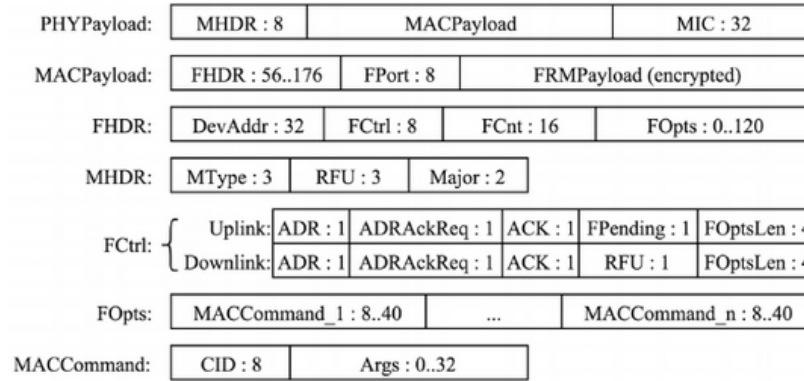 PHYPayload: MHDR : 8 MACPayload MIC : 32
MACPayload: FHDR : 56..176 FPort : 8 FRMPayload (encrypted)
FHDR: DevAddr : 32 FCtrl : 8 FCnt : 16 FOpts : 0..120
MHDR: MType : 3 RFU : 3 Major : 2
FCtrl:
Uplink: ADR : 1 ADRAckReq : 1 ACK : 1 FPending : 1 FOptsLen : 4
Downlink: ADR : 1 ADRAckReq : 1 ACK : 1 RFU : 1 FOptsLen : 4
FOpts: MACCommand_1 : 8..40 ... MACCommand_n : 8..40
MACCommand: CID : 8 Args : 0..32